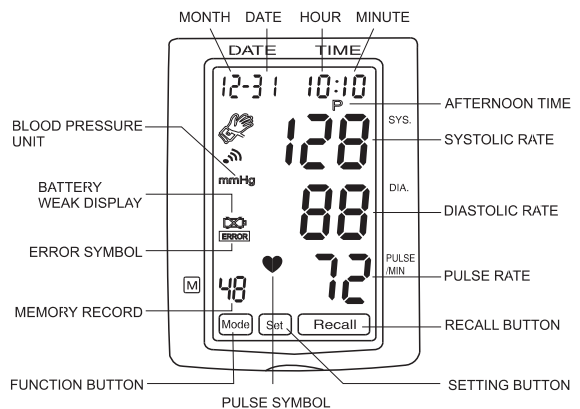 MONTH DATE HOUR MINUTE
DATE TIME
12-31 10:10
P
AFTERNOON TIME
SYS.
128
SYSTOLIC RATE
BLOOD PRESSURE
UNIT
mmHg
DIA.
BATTERY
WEAK DISPLAY
88
DIASTOLIC RATE
ERROR
ERROR SYMBOL
PULSE
/MIN
72
PULSE RATE
M
48
MEMORY RECORD
Mode Set Recall
RECALL BUTTON
FUNCTION BUTTON
SETTING BUTTON
PULSE SYMBOL